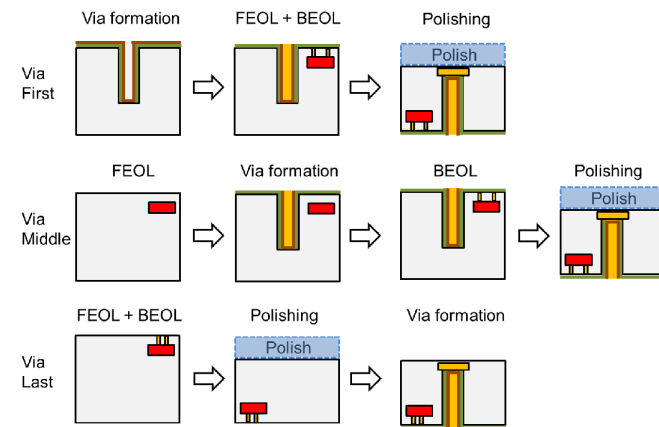 Via formation
FEOL + BEOL
Polishing
Via
First
Polish
FEOL
Via formation
BEOL
Polishing
Via
Middle
Polish
FEOL + BEOL
Polishing
Via formation
Via
Last
Polish